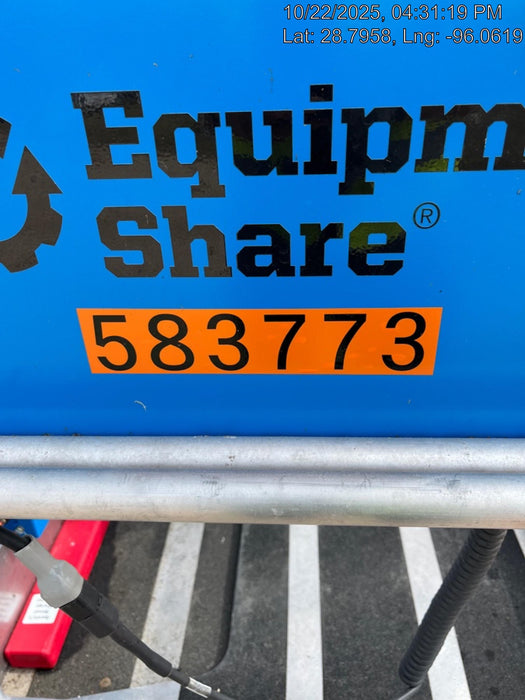 10/22/2025, 04:31:19 PM
Lat: 28.7958, Lng: -96.0619
Equipm
Share®
583773